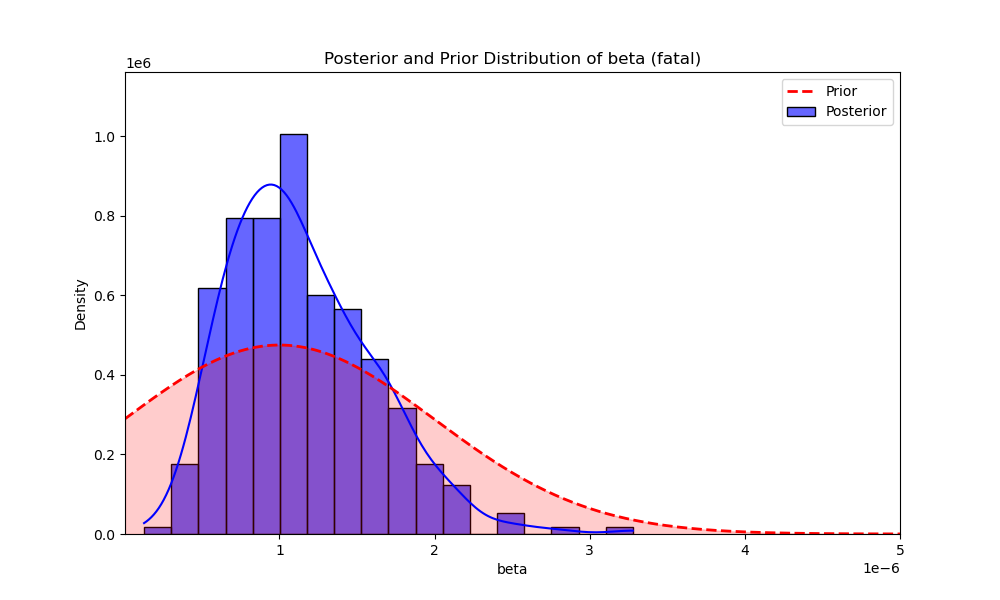 Posterior and Prior Distribution of beta (fatal)
1e6
Prior
Posterior
1.0
0.8
0.6
0.4
0.2
0.0
Density
1 2 3 4 5
beta
1e−6